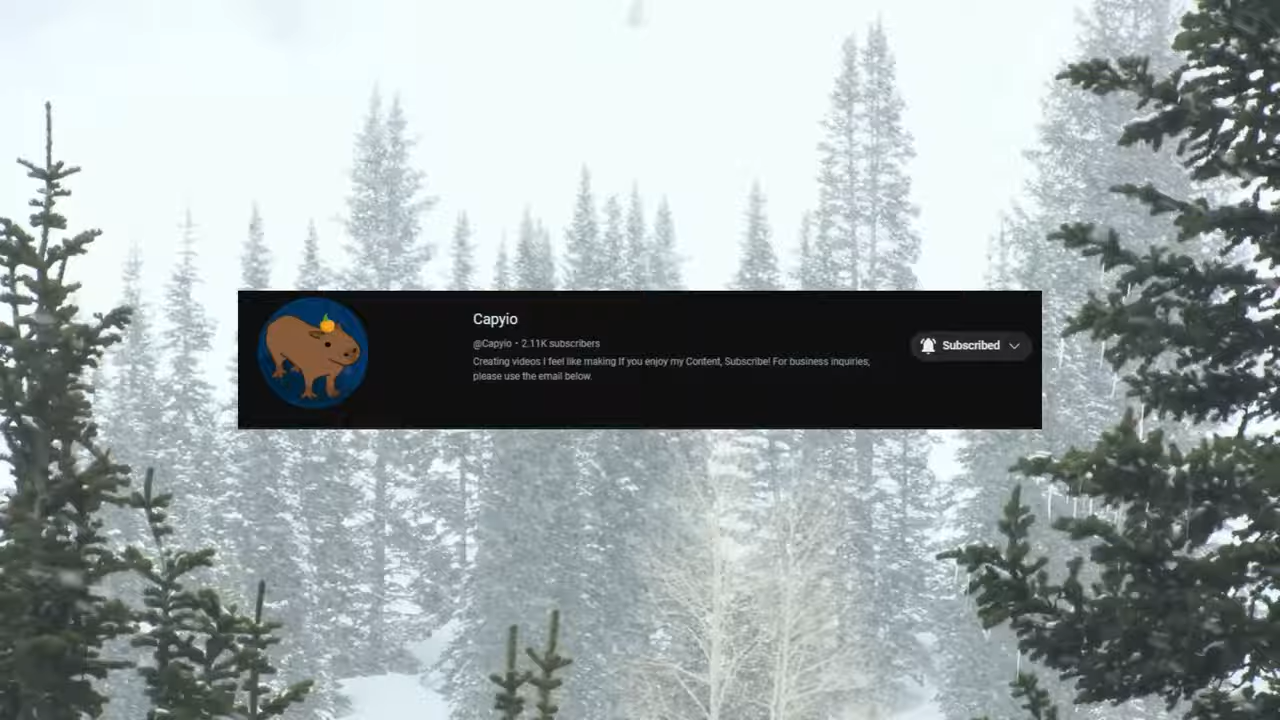 Capyio
@Capyio • 2.11K subscribers
Creating videos I feel like making If you enjoy my Content, Subscribe! For business inquiries,
please use the email below.
Subscribed